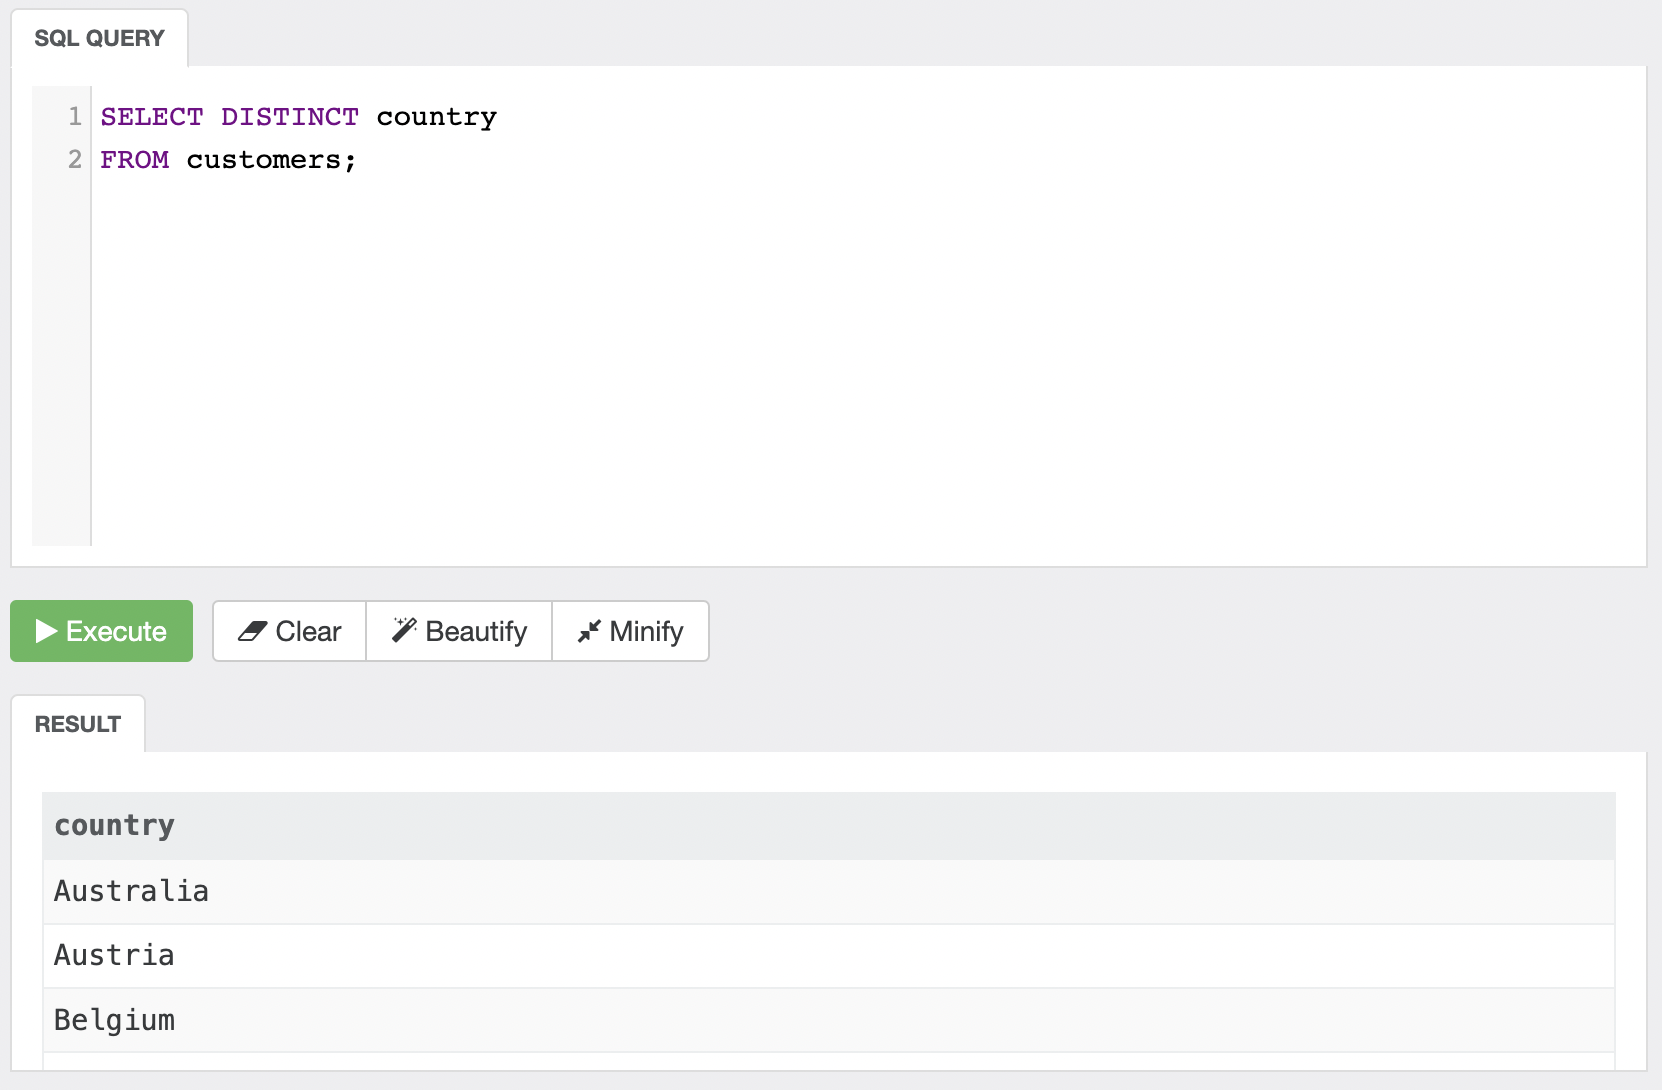 SQL QUERY
1 SELECT DISTINCT country
2 FROM customers;
Execute Clear Beautify Minify
RESULT
country
Australia
Austria
Belgium